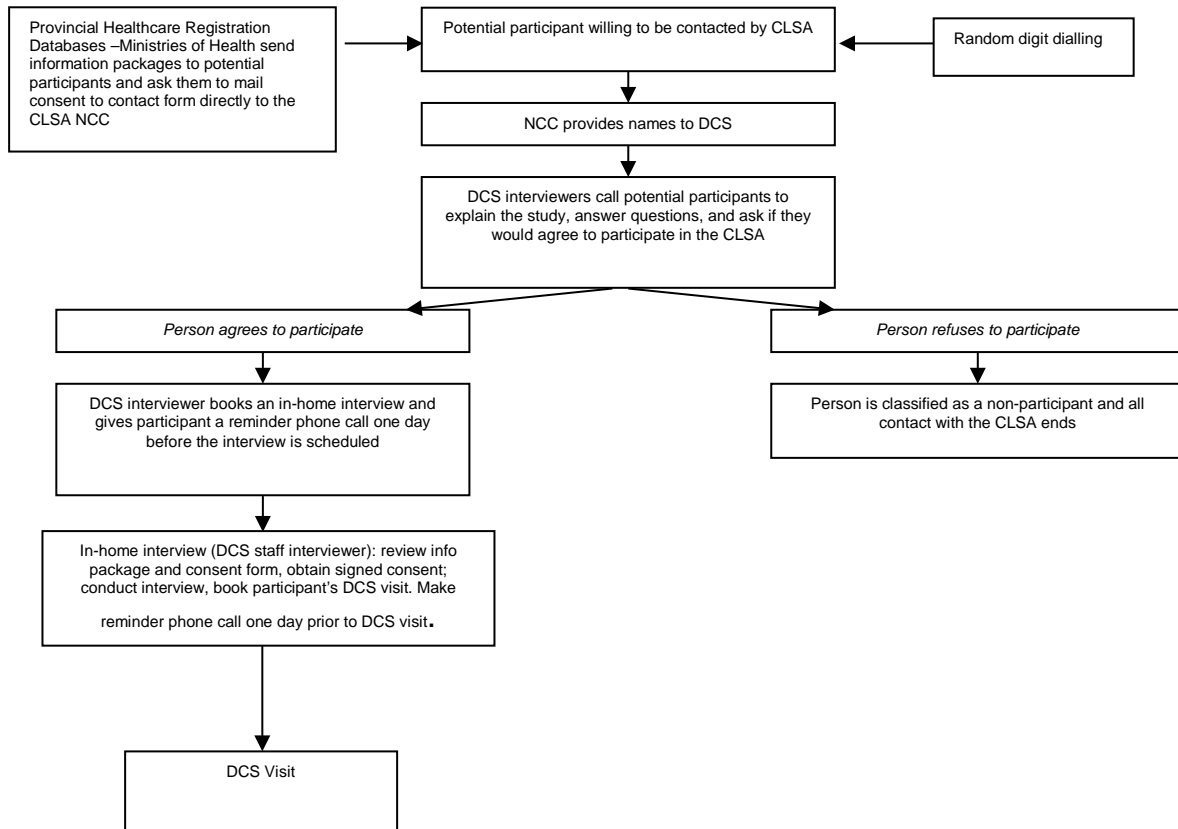 Provincial Healthcare Registration
Databases –Ministries of Health send
information packages to potential
participants and ask them to mail
consent to contact form directly to the
CLSA NCC
Potential participant willing to be contacted by CLSA
Random digit dialling
NCC provides names to DCS
DCS interviewers call potential participants to
explain the study, answer questions, and ask if they
would agree to participate in the CLSA
Person agrees to participate
Person refuses to participate
DCS interviewer books an in-home interview and
gives participant a reminder phone call one day
before the interview is scheduled
Person is classified as a non-participant and all
contact with the CLSA ends
In-home interview (DCS staff interviewer): review info
package and consent form, obtain signed consent;
conduct interview, book participant’s DCS visit. Make
reminder phone call one day prior to DCS visit.
DCS Visit